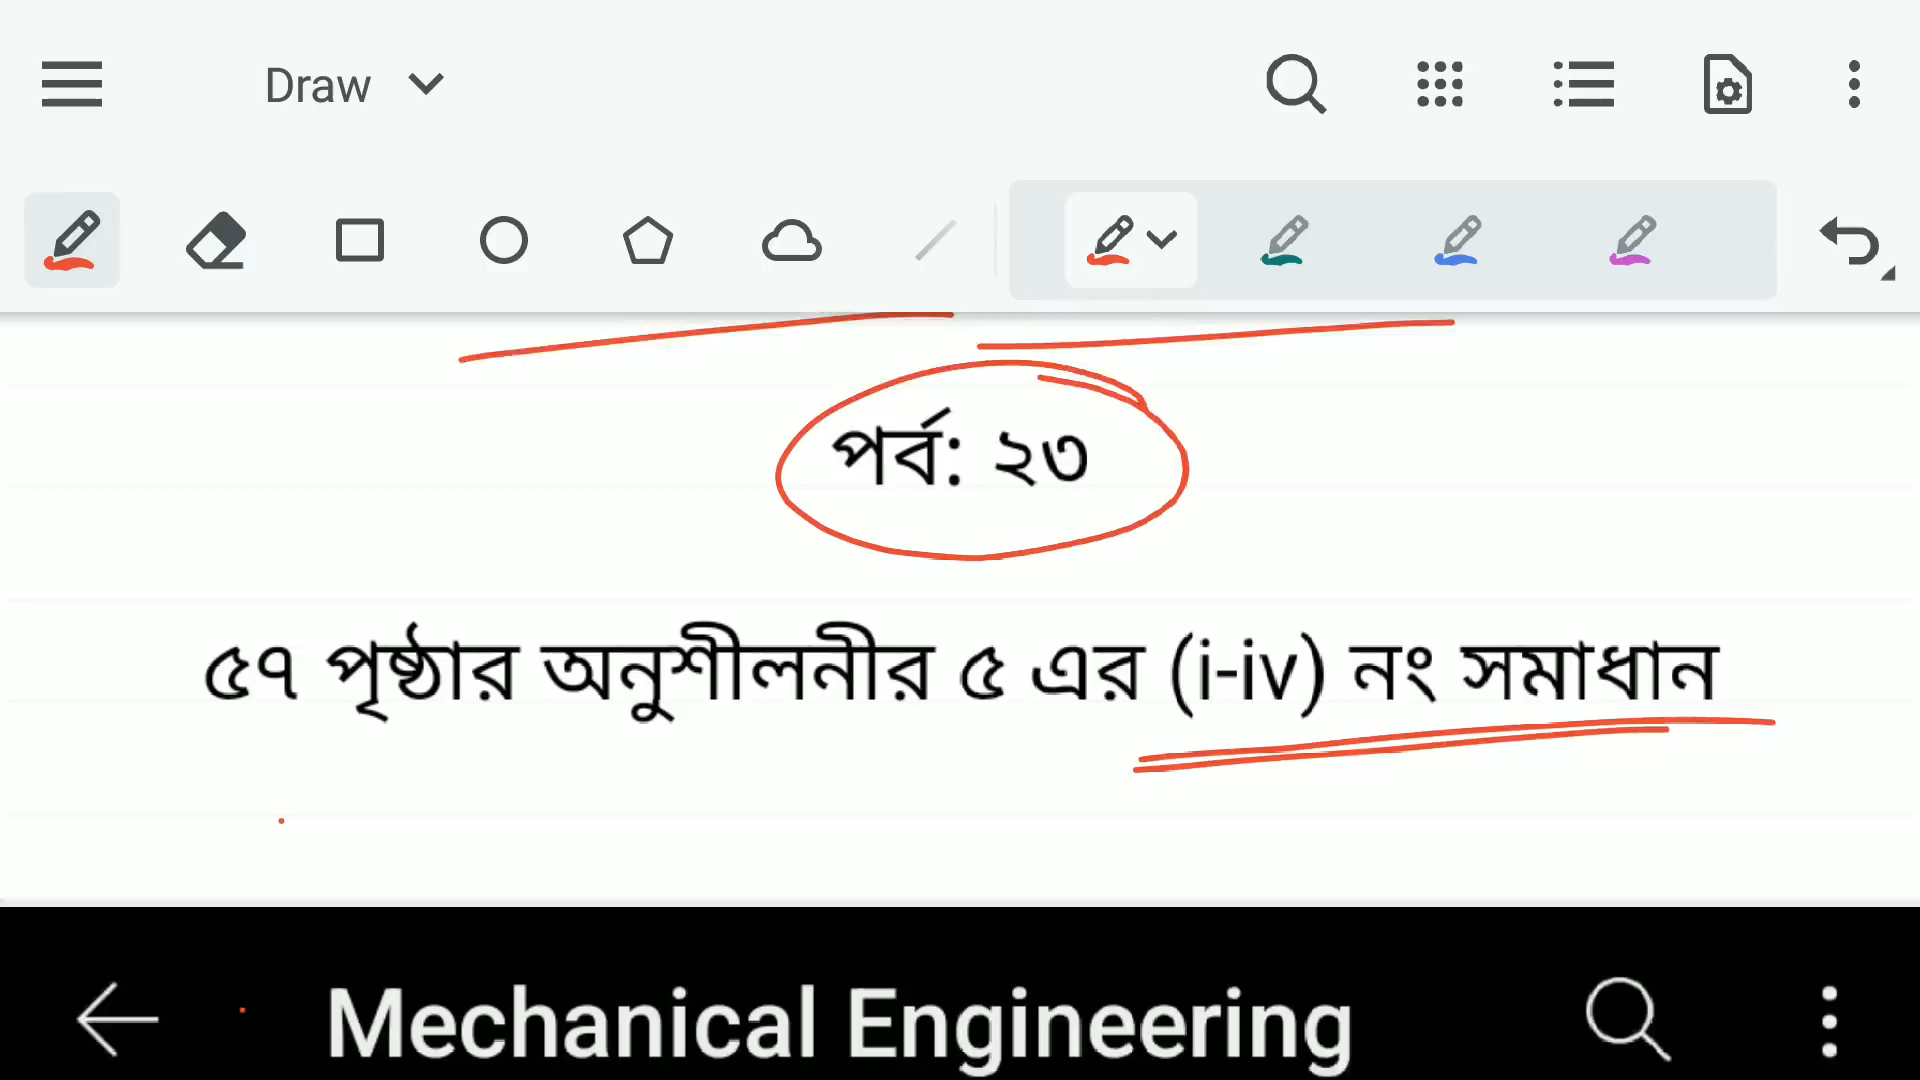 Draw
পর্ব: ২৩
৫৭ পৃষ্ঠার অনুশীলনীর ৫ এর (i-iv) নং সমাধান
Mechanical Engineering